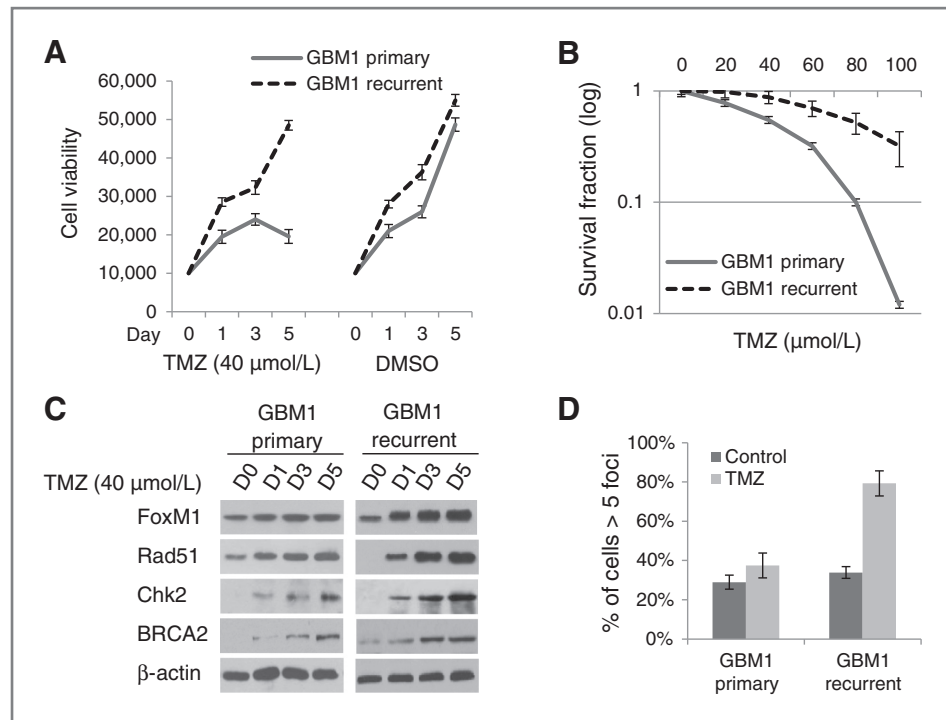 A
GBM1 primary
GBM1 recurrent
60,000
50,000
40,000
30,000
20,000
10,000
0
Cell viability
Day 0 1 3 5 0 1 3 5
TMZ (40 μmol/L) DMSO
B
0 20 40 60 80 100
1
0.1
0.01
Survival fraction (log)
GBM1 primary
GBM1 recurrent
TMZ (μmol/L)
C
GBM1 primary
GBM1 recurrent
TMZ (40 μmol/L) D0 D1 D3 D5 D0 D1 D3 D5
FoxM1
Rad51
Chk2
BRCA2
β-actin
D
100%
80%
60%
40%
20%
0%
% of cells > 5 foci
Control
TMZ
GBM1 primary
GBM1 recurrent